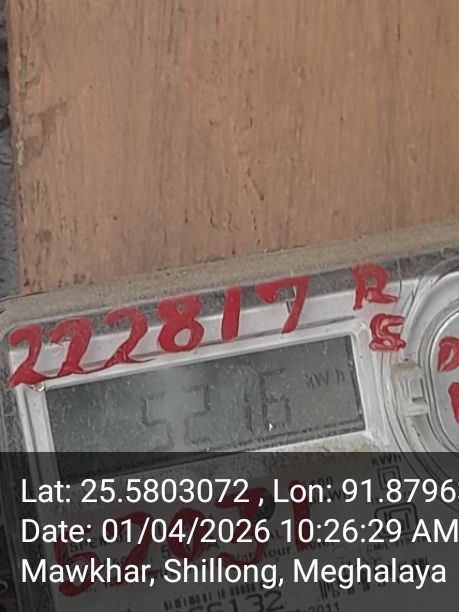 222817 R
S
D
5216 kWh
kWh
Lat: 25.5803072 , Lon: 91.8796
Date: 01/04/2026 10:26:29 AM
Mawkhar, Shillong, Meghalaya